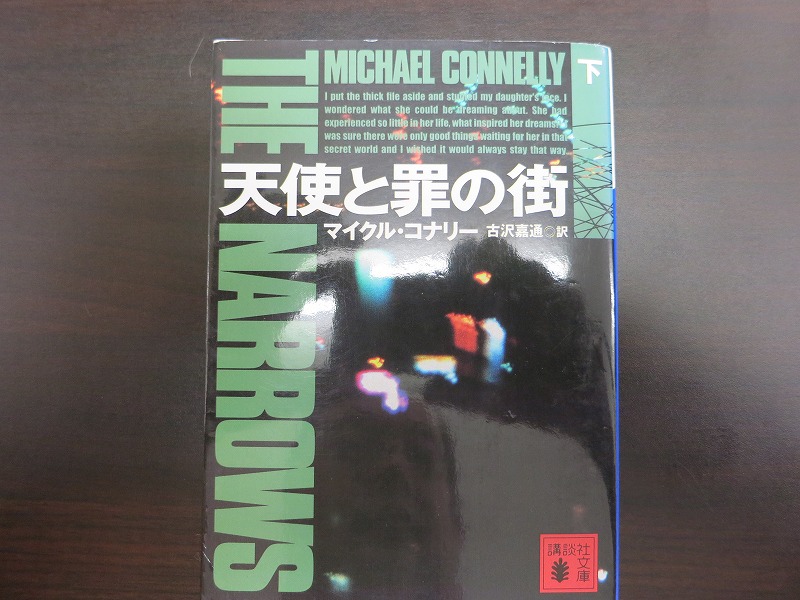 THE NARROWS
MICHAEL CONNELLY
下
I put the thick file aside and studied my daughter's face. I
wondered what she could be dreaming about. She had
experienced so little in her life, what inspired her dreams? I
was sure there were only good things waiting for her in that
secret world and I wished it would always stay that way
天使と罪の街
マイクル・コナリー 古沢嘉通◎訳
講談社文庫